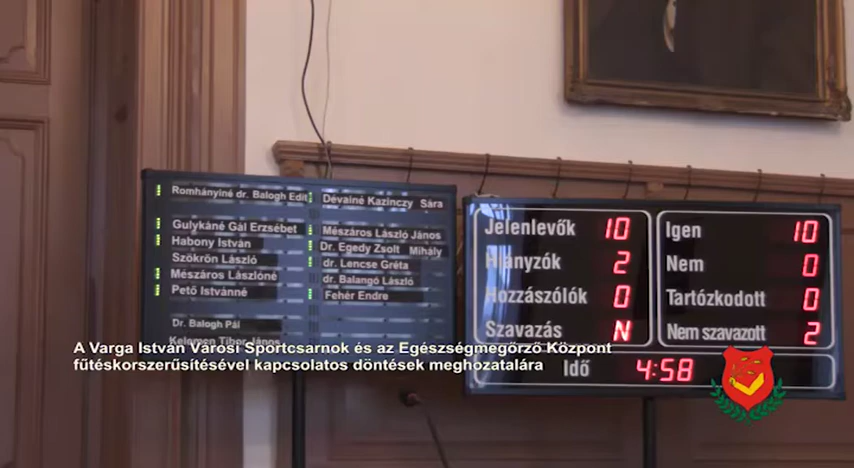 Romhányiné dr. Balogh Edit
Gulykáné Gál Erzsébet
Habony István
Szökrön László
Mészáros Lászlóné
Pető Istvánné
Dr. Balogh Pál
Kelemen Tibor János
Dévainé Kazinczy Sára
Mészáros László János
Dr. Egedy Zsolt Mihály
dr. Lencse Gréta
dr. Balangó László
Fehér Endre
Jelenlevők 10
Hiányzók 2
Hozzászólók 0
Szavazás N
Igen 10
Nem 0
Tartózkodott 0
Nem szavazott 2
Idő 4:58
A Varga István Városi Sportcsarnok és az Egészségmegőrző Központ
fűtéskorszerűsítésével kapcsolatos döntések meghozatalára